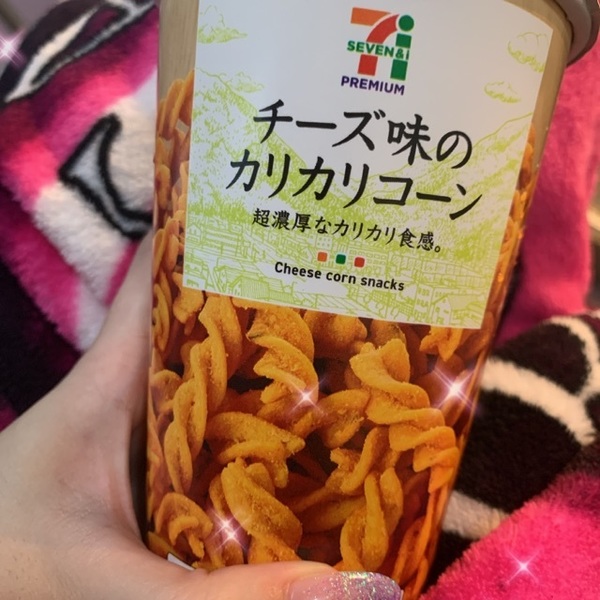 7i
SEVEN&i
PREMIUM
チーズ味の
カリカリコーン
超濃厚なカリカリ食感。
Cheese corn snacks